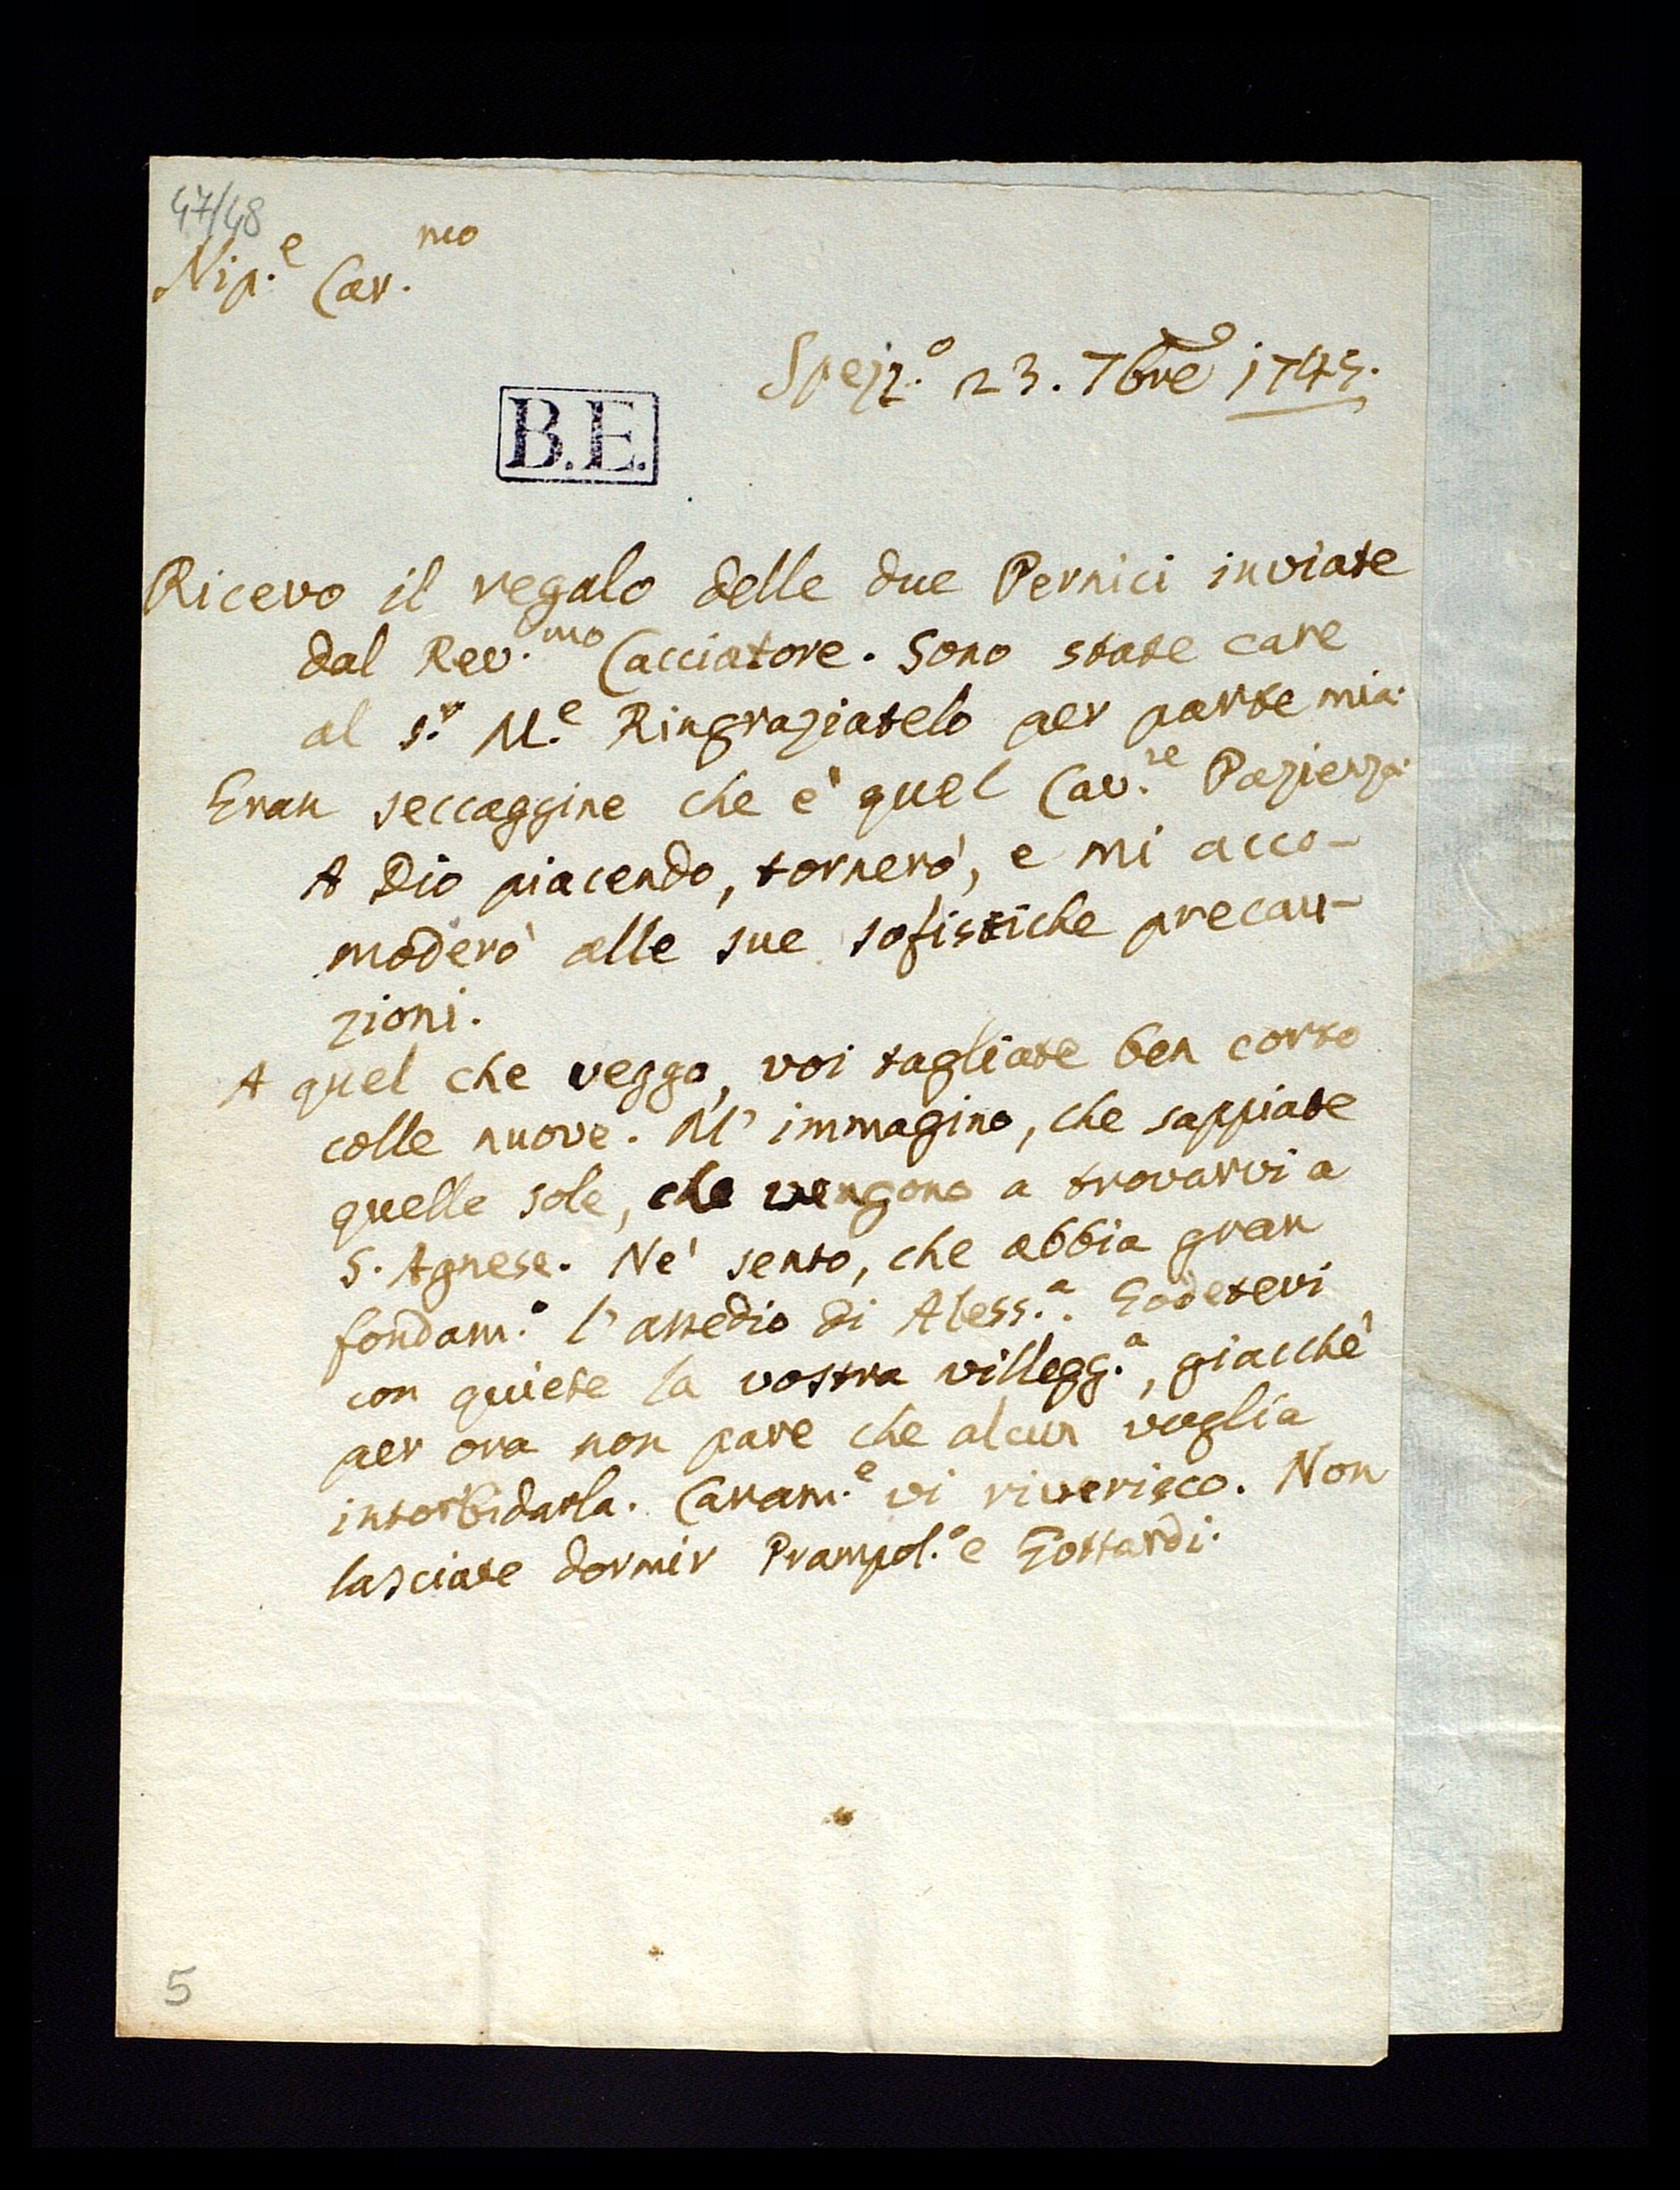 47/48
Nip.e Car.mo
Spezz.o 23. 7bre 1745.
B.E.
Ricevo il regalo delle due Pernici inviate
dal Rev.mo Cacciatore. Sono state care
al S.r M.e Ringraziatelo per parte mia.
Gran seccaggine che è quel Cav.re Pazienza.
A Dio piacendo, tornerò, e mi acco-
moderò alle sue sofistiche precau-
zioni.
A quel che veggo, voi tagliate ben corto
colle nuove. M' immagino, che sappiate
quelle sole, che vengono a trovarvi a
S. Agnese. Nè sento, che abbia gran
fondam.o l'assedio di Aless.a. Godetevi
con quiete la vostra villegg.a, giacchè
per ora non pare che alcun voglia
intorbidarla. Caram.e vi riverisco. Non
lasciate dormir Prampol.o e Gottardi.
5